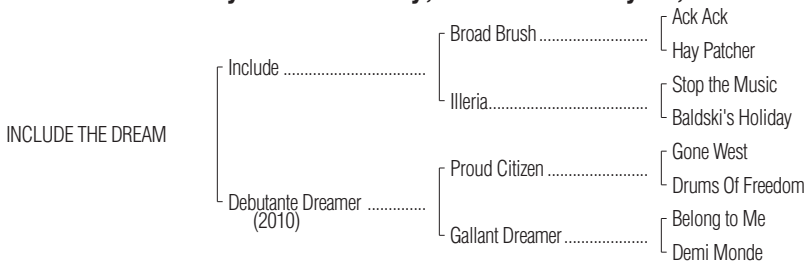 Ack Ack
Broad Brush
Hay Patcher
Include
Stop the Music
Illeria
Baldski's Holiday
INCLUDE THE DREAM
Gone West
Proud Citizen
Drums Of Freedom
Debutante Dreamer
(2010)
Belong to Me
Gallant Dreamer
Demi Monde